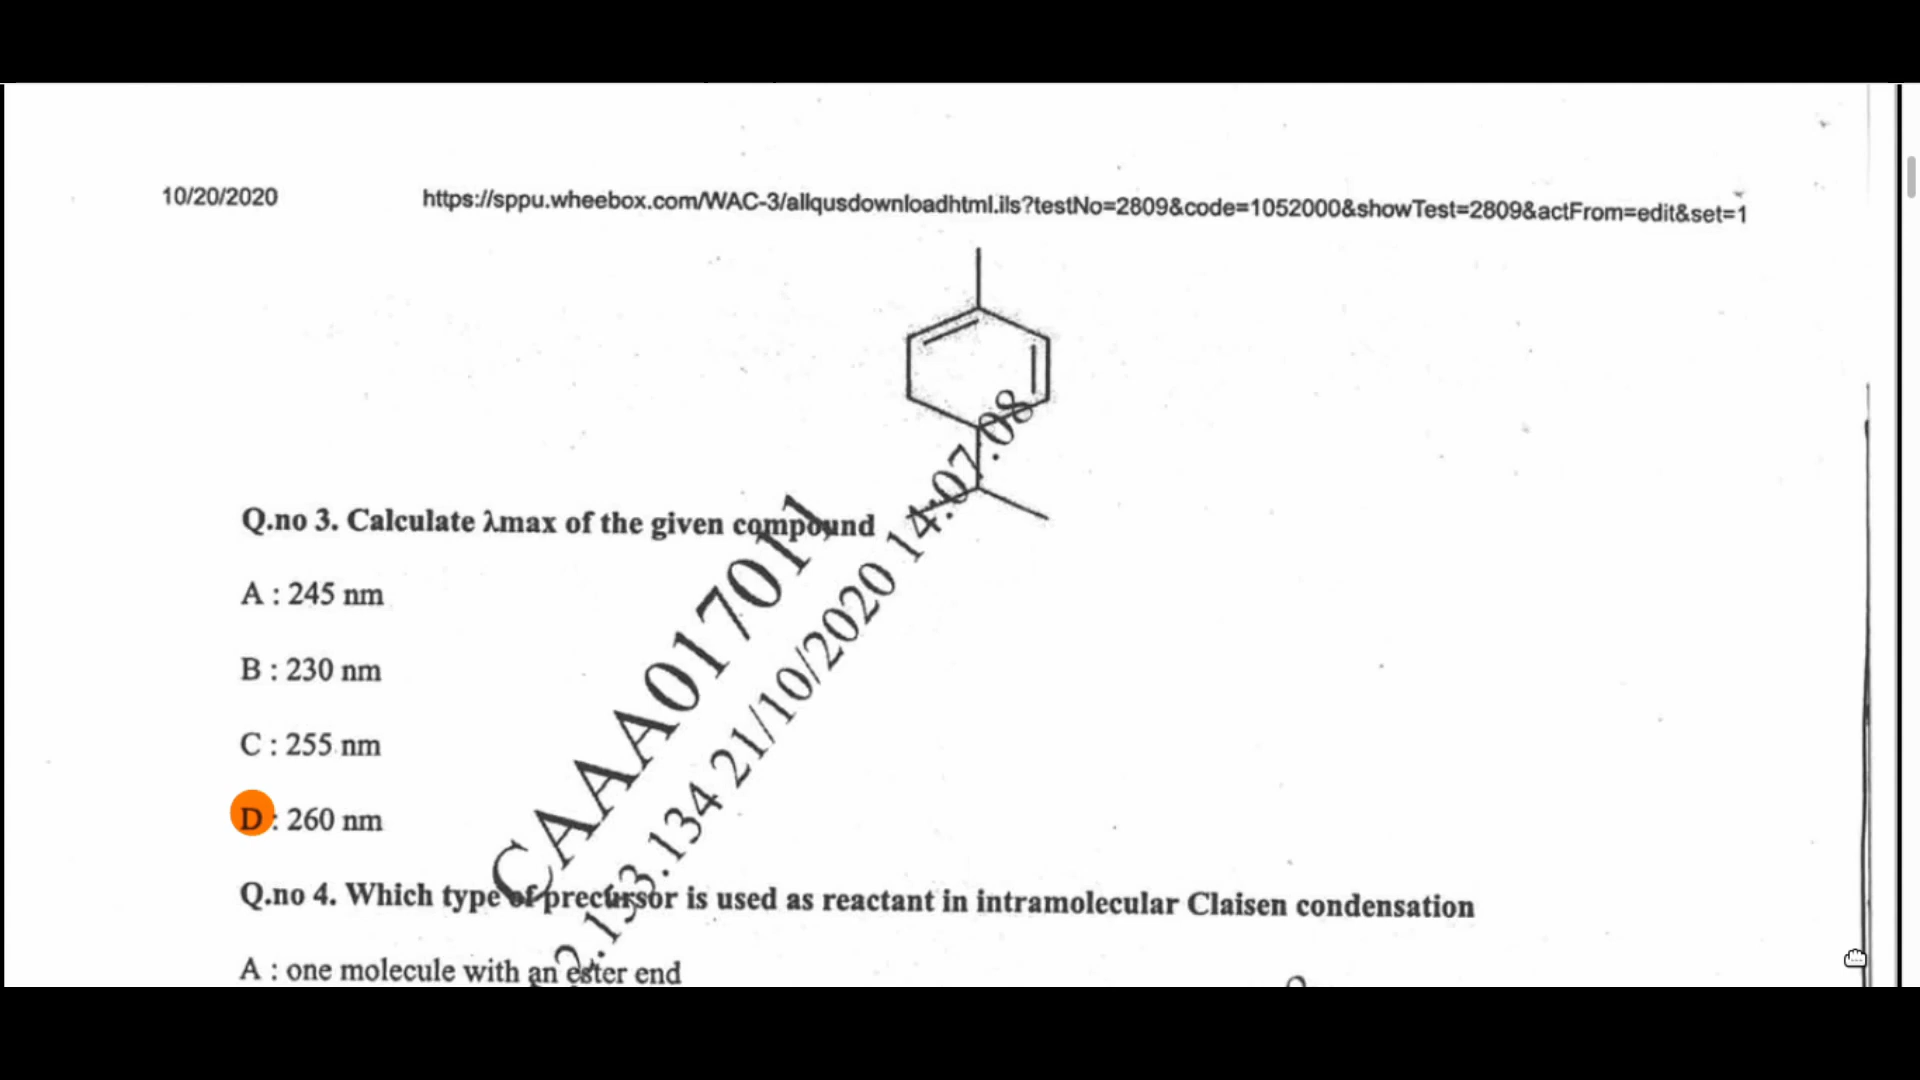 10/20/2020 https://sppu.wheebox.com/WAC-3/allqusdownloadhtml.ils?testNo=2809&code=1052000&showTest=2809&actFrom=edit&set=1
Q.no 3. Calculate λmax of the given compound
A : 245 nm
B : 230 nm
C : 255 nm
D : 260 nm
CAAA017011
2.153.134 21/10/2020 14:07:08
Q.no 4. Which type of precursor is used as reactant in intramolecular Claisen condensation
A : one molecule with an ester end